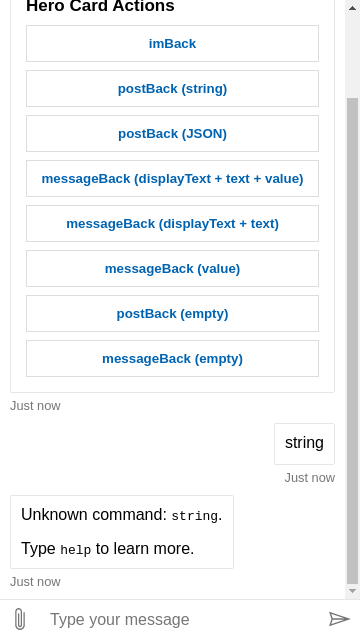 Hero Card Actions
imBack
postBack (string)
postBack (JSON)
messageBack (displayText + text + value)
messageBack (displayText + text)
messageBack (value)
postBack (empty)
messageBack (empty)
Just now
string
Just now
Unknown command: string.
Type help to learn more.
Just now
Type your message